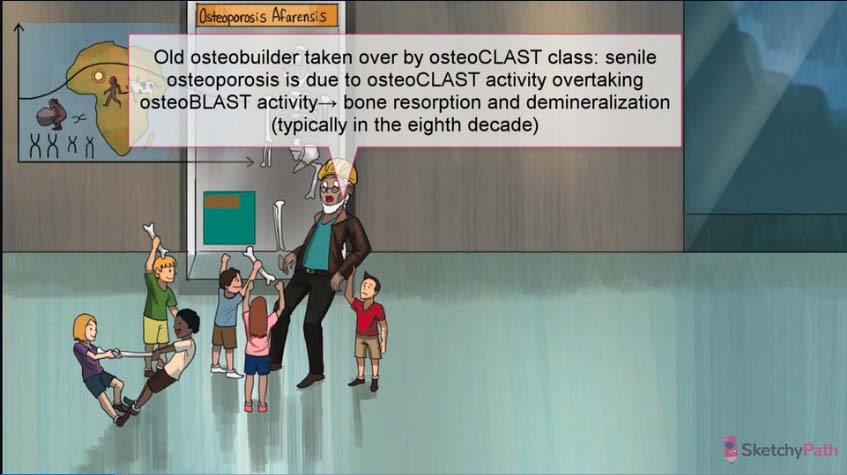 Osteoporosis Afarensis
Old osteobuilder taken over by osteoCLAST class: senile
osteoporosis is due to osteoCLAST activity overtaking
osteoBLAST activity→ bone resorption and demineralization
(typically in the eighth decade)
SketchyPath